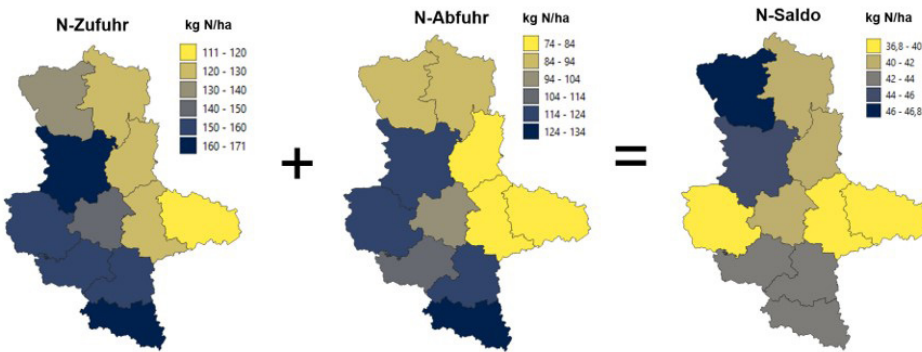 N-Zufuhr
kg N/ha
111 - 120
120 - 130
130 - 140
140 - 150
150 - 160
160 - 171
+
N-Abfuhr
kg N/ha
74 - 84
84 - 94
94 - 104
104 - 114
114 - 124
124 - 134
=
N-Saldo
kg N/ha
36,8 - 40
40 - 42
42 - 44
44 - 46
46 - 46,8